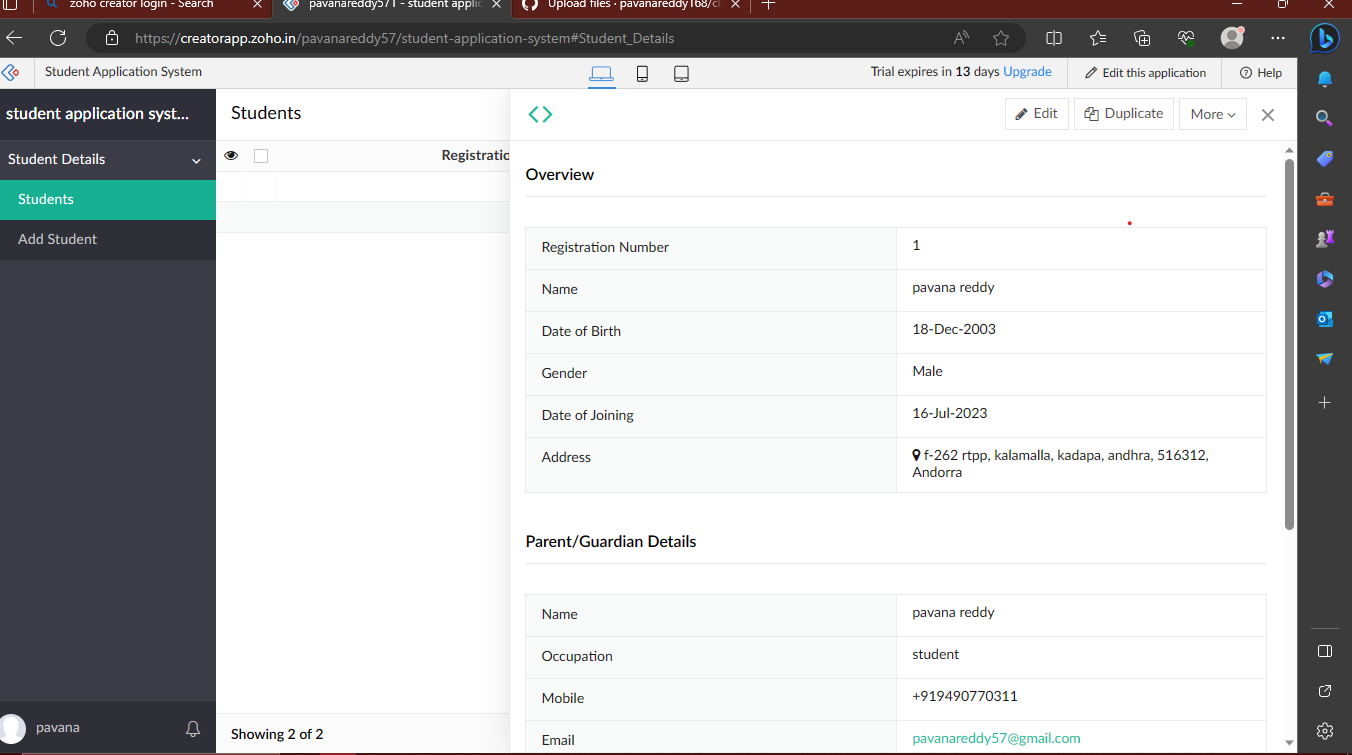 zoho creator login - Search
pavanareddy571 - student applic
Upload files · pavanareddy168/cl
https://creatorapp.zoho.in/pavanareddy57/student-application-system#Student_Details
Student Application System
Trial expires in 13 days Upgrade
Edit this application
Help
student application syst...
Student Details
Students
Add Student
pavana
Students
Registratio
Showing 2 of 2
Edit
Duplicate
More
Overview
Registration Number 1
Name pavana reddy
Date of Birth 18-Dec-2003
Gender Male
Date of Joining 16-Jul-2023
Address f-262 rtpp, kalamalla, kadapa, andhra, 516312,
Andorra
Parent/Guardian Details
Name pavana reddy
Occupation student
Mobile +919490770311
Email pavanareddy57@gmail.com